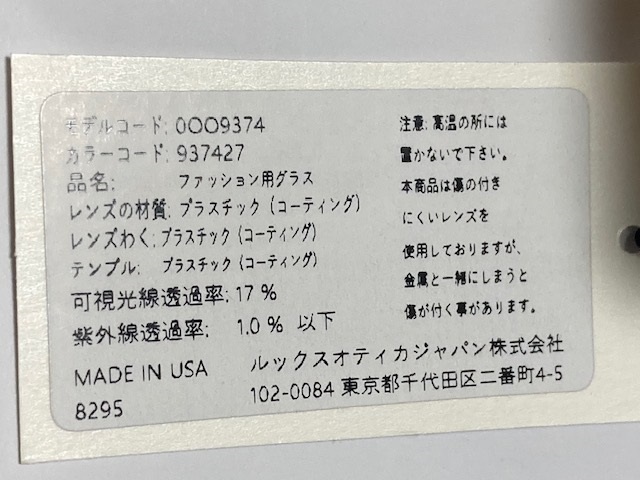 モデルコード: 0OO9374
カラーコード: 937427
品名: ファッション用グラス
レンズの材質: プラスチック (コーティング)
レンズわく: プラスチック (コーティング)
テンプル: プラスチック (コーティング)
可視光線透過率: 17 %
紫外線透過率: 1.0 % 以下
MADE IN USA
8295
注意: 高温の所には
置かないで下さい。
本商品は傷の付き
にくいレンズを
使用しておりますが、
金属と一緒にしまうと
傷が付く事があります。
ルックスオティカジャパン株式会社
102-0084 東京都千代田区二番町4-5